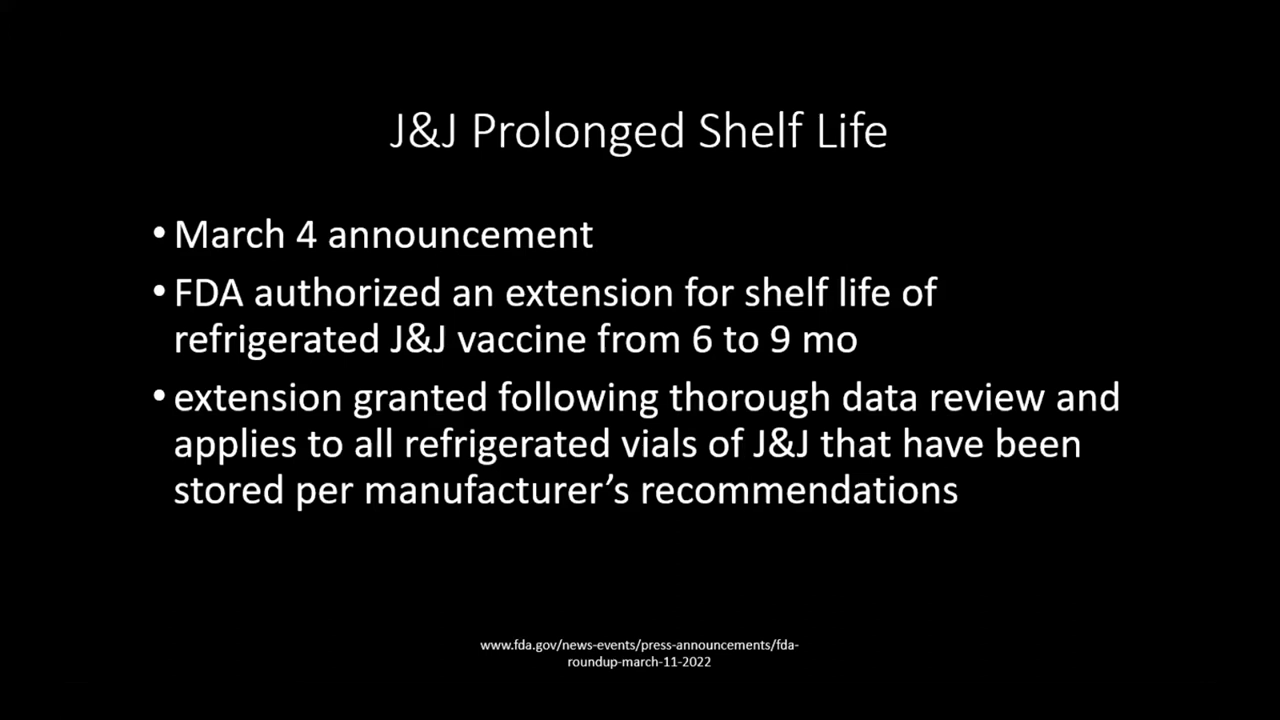 J&J Prolonged Shelf Life
• March 4 announcement
• FDA authorized an extension for shelf life of
refrigerated J&J vaccine from 6 to 9 mo
• extension granted following thorough data review and
applies to all refrigerated vials of J&J that have been
stored per manufacturer’s recommendations
www.fda.gov/news-events/press-announcements/fda-
roundup-march-11-2022